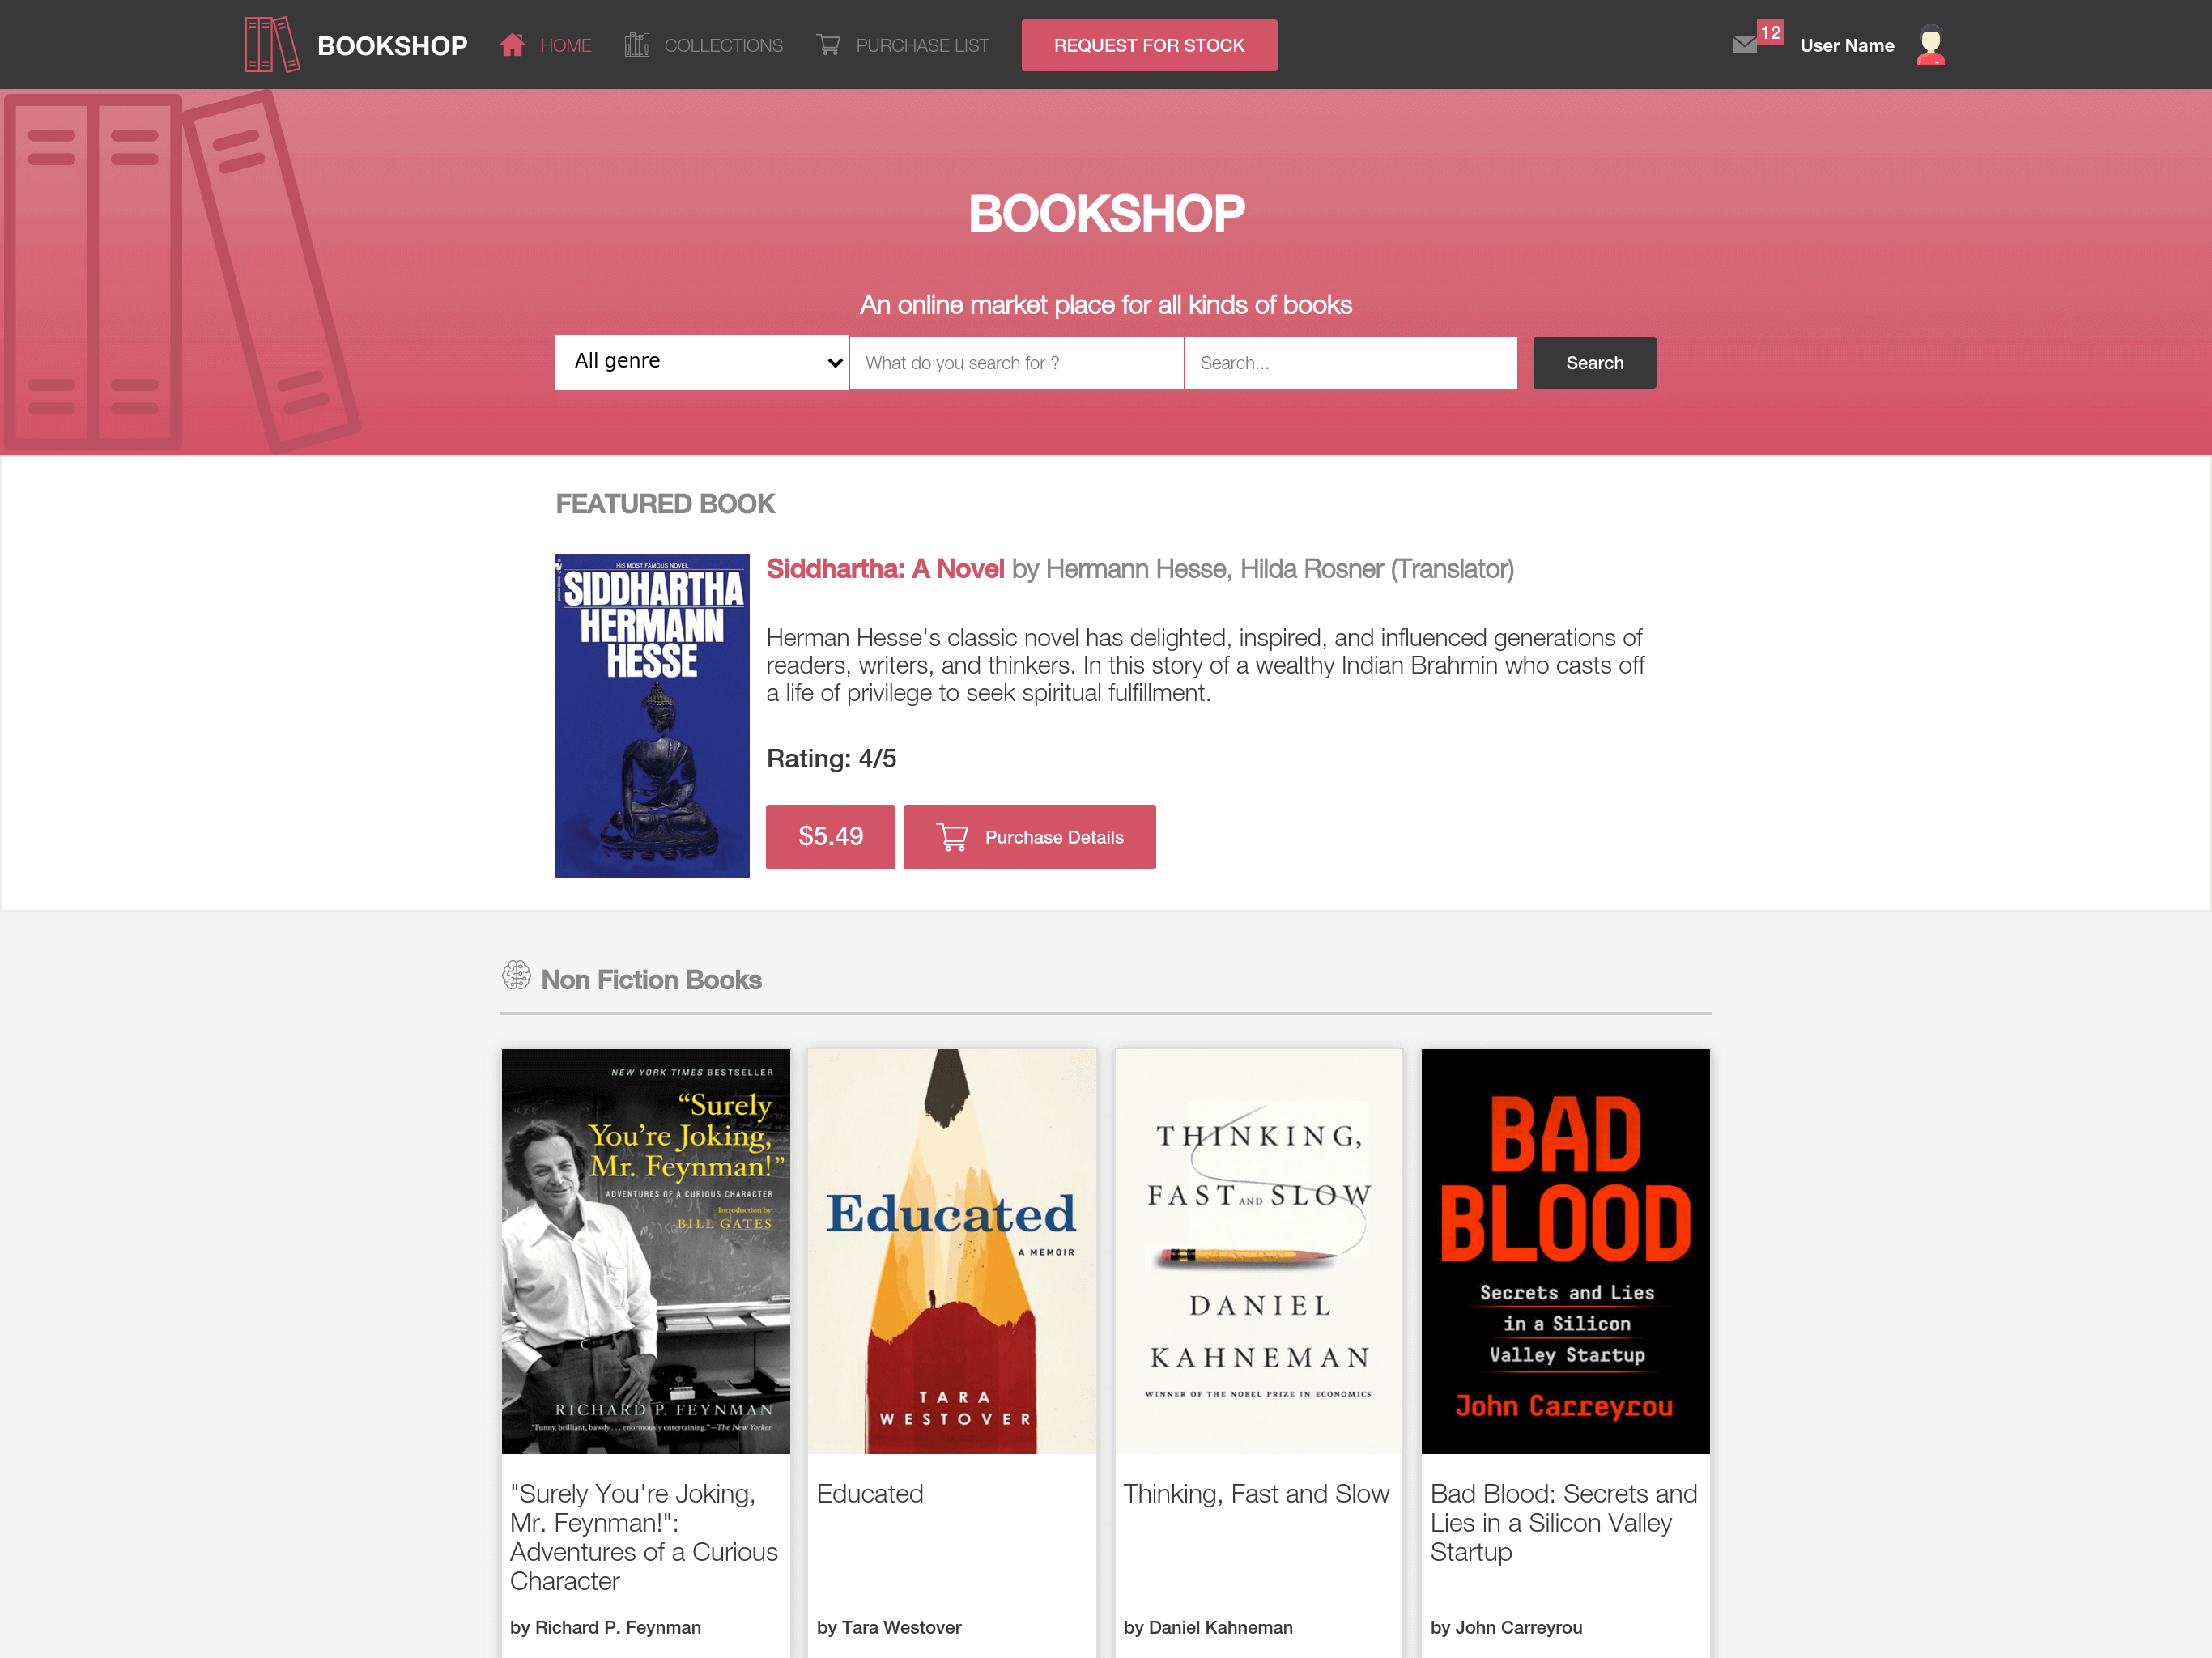 BOOKSHOP
HOME
COLLECTIONS
PURCHASE LIST
REQUEST FOR STOCK
12
User Name
BOOKSHOP
An online market place for all kinds of books
All genre
What do you search for ?
Search...
Search
FEATURED BOOK
HIS MOST FAMOUS NOVEL
SIDDHARTHA
HERMANN
HESSE
Siddhartha: A Novel by Hermann Hesse, Hilda Rosner (Translator)
Herman Hesse's classic novel has delighted, inspired, and influenced generations of
readers, writers, and thinkers. In this story of a wealthy Indian Brahmin who casts off
a life of privilege to seek spiritual fulfillment.
Rating: 4/5
$5.49
Purchase Details
Non Fiction Books
NEW YORK TIMES BESTSELLER
“Surely
You’re Joking,
Mr. Feynman!”
ADVENTURES OF A CURIOUS CHARACTER
Introduction by
BILL GATES
RICHARD P. FEYNMAN
“Funny, brilliant, bawdy . . . enormously entertaining.” —The New Yorker
"Surely You're Joking,
Mr. Feynman!":
Adventures of a Curious
Character
by Richard P. Feynman
Educated
A MEMOIR
TARA
WESTOVER
Educated
by Tara Westover
THINKING,
FAST AND SLOW
DANIEL
KAHNEMAN
WINNER OF THE NOBEL PRIZE IN ECONOMICS
Thinking, Fast and Slow
by Daniel Kahneman
BAD
BLOOD
Secrets and Lies
in a Silicon
Valley Startup
John Carreyrou
Bad Blood: Secrets and
Lies in a Silicon Valley
Startup
by John Carreyrou